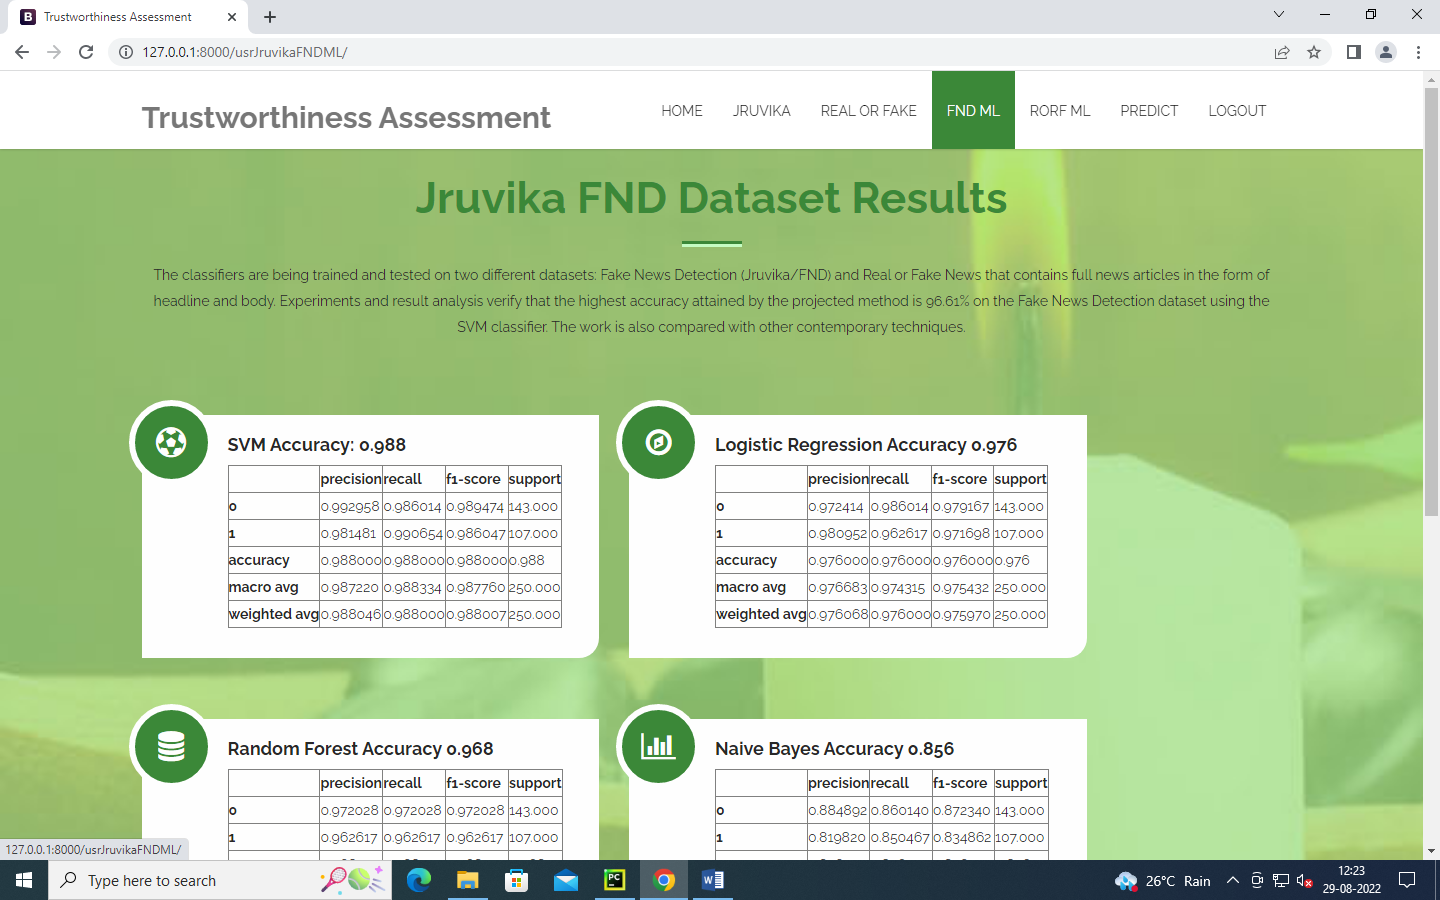 Trustworthiness Assessment
127.0.0.1:8000/usrJruvikaFNDML/
Trustworthiness Assessment
HOME JRUVIKA REAL OR FAKE FND ML RORF ML PREDICT LOGOUT
Jruvika FND Dataset Results
The classifiers are being trained and tested on two different datasets: Fake News Detection (Jruvika/FND) and Real or Fake News that contains full news articles in the form of
headline and body. Experiments and result analysis verify that the highest accuracy attained by the projected method is 96.61% on the Fake News Detection dataset using the
SVM classifier. The work is also compared with other contemporary techniques.
SVM Accuracy: 0.988
precision recall f1-score support
0 0.992958 0.986014 0.989474 143.000
1 0.981481 0.990654 0.986047 107.000
accuracy 0.988000 0.988000 0.988000 0.988
macro avg 0.987220 0.988334 0.987760 250.000
weighted avg 0.988046 0.988000 0.988007 250.000
Logistic Regression Accuracy 0.976
precision recall f1-score support
0 0.972414 0.986014 0.979167 143.000
1 0.980952 0.962617 0.971698 107.000
accuracy 0.976000 0.976000 0.976000 0.976
macro avg 0.976683 0.974315 0.975432 250.000
weighted avg 0.976068 0.976000 0.975970 250.000
Random Forest Accuracy 0.968
precision recall f1-score support
0 0.972028 0.972028 0.972028 143.000
1 0.962617 0.962617 0.962617 107.000
Naive Bayes Accuracy 0.856
precision recall f1-score support
0 0.884892 0.860140 0.872340 143.000
1 0.819820 0.850467 0.834862 107.000
127.0.0.1:8000/usrJruvikaFNDML/
Type here to search
26°C Rain
12:23
29-08-2022